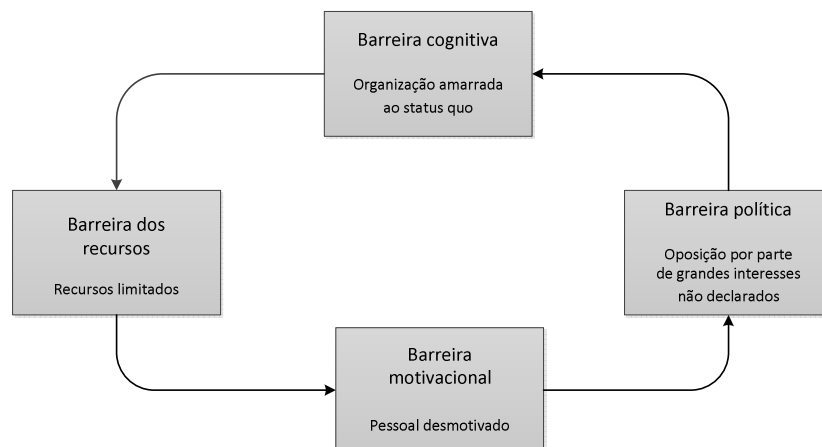 Barreira cognitiva
Organização amarrada
ao status quo
Barreira dos
recursos
Recursos limitados
Barreira política
Oposição por parte
de grandes interesses
não declarados
Barreira
motivacional
Pessoal desmotivado